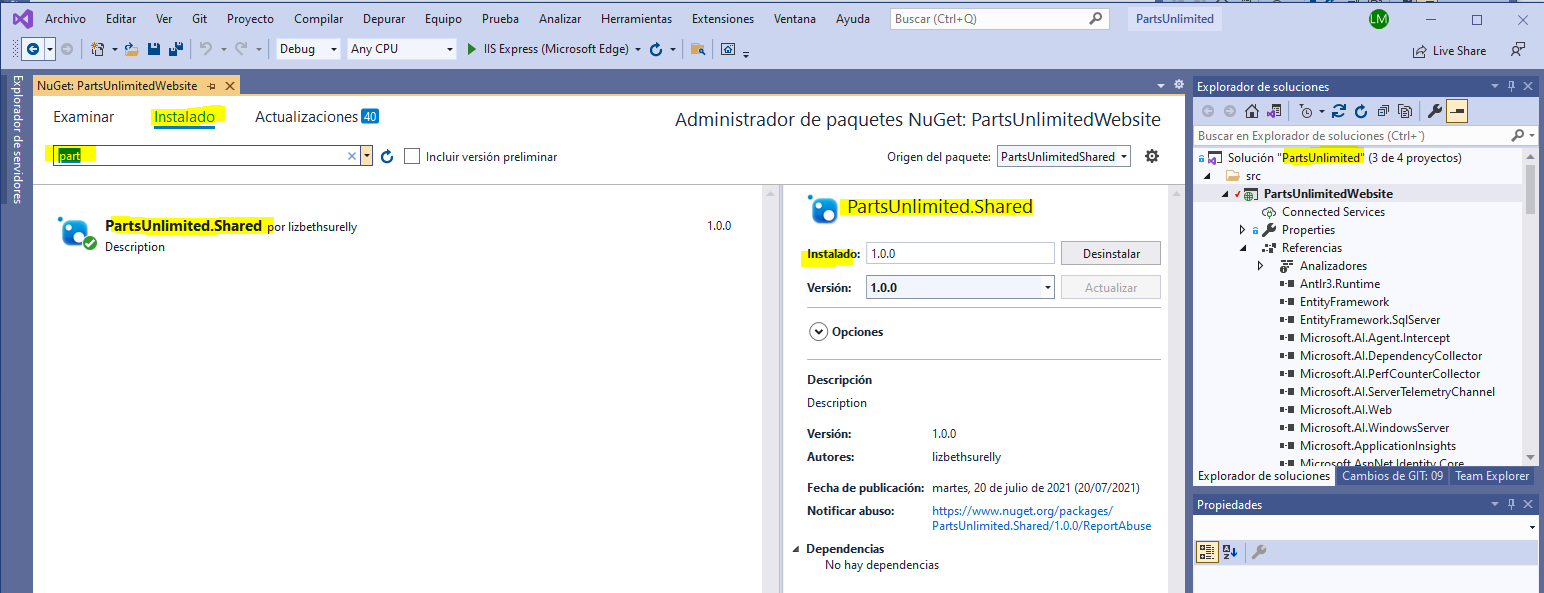 Archivo Editar Ver Git Proyecto Compilar Depurar Equipo Prueba Analizar Herramientas Extensiones Ventana Ayuda Buscar (Ctrl+Q) PartsUnlimited LM
Debug Any CPU IIS Express (Microsoft Edge) Live Share
Explorador de servidores
NuGet: PartsUnlimitedWebsite
Examinar Instalado Actualizaciones 40
Administrador de paquetes NuGet: PartsUnlimitedWebsite
part Incluir versión preliminar
Origen del paquete: PartsUnlimitedShared
PartsUnlimited.Shared por lizbethsurelly 1.0.0
Description
PartsUnlimited.Shared
Instalado: 1.0.0 Desinstalar
Versión: 1.0.0 Actualizar
Opciones
Descripción
Description
Versión: 1.0.0
Autores: lizbethsurelly
Fecha de publicación: martes, 20 de julio de 2021 (20/07/2021)
Notificar abuso: https://www.nuget.org/packages/
PartsUnlimited.Shared/1.0.0/ReportAbuse
Dependencias
No hay dependencias
Explorador de soluciones
Buscar en Explorador de soluciones (Ctrl+´)
Solución "PartsUnlimited" (3 de 4 proyectos)
src
PartsUnlimitedWebsite
Connected Services
Properties
Referencias
Analizadores
Antlr3.Runtime
EntityFramework
EntityFramework.SqlServer
Microsoft.AI.Agent.Intercept
Microsoft.AI.DependencyCollector
Microsoft.AI.PerfCounterCollector
Microsoft.AI.ServerTelemetryChannel
Microsoft.AI.Web
Microsoft.AI.WindowsServer
Microsoft.ApplicationInsights
Microsoft.AspNet.Identity.Core
Explorador de soluciones Cambios de GIT: 09 Team Explorer
Propiedades